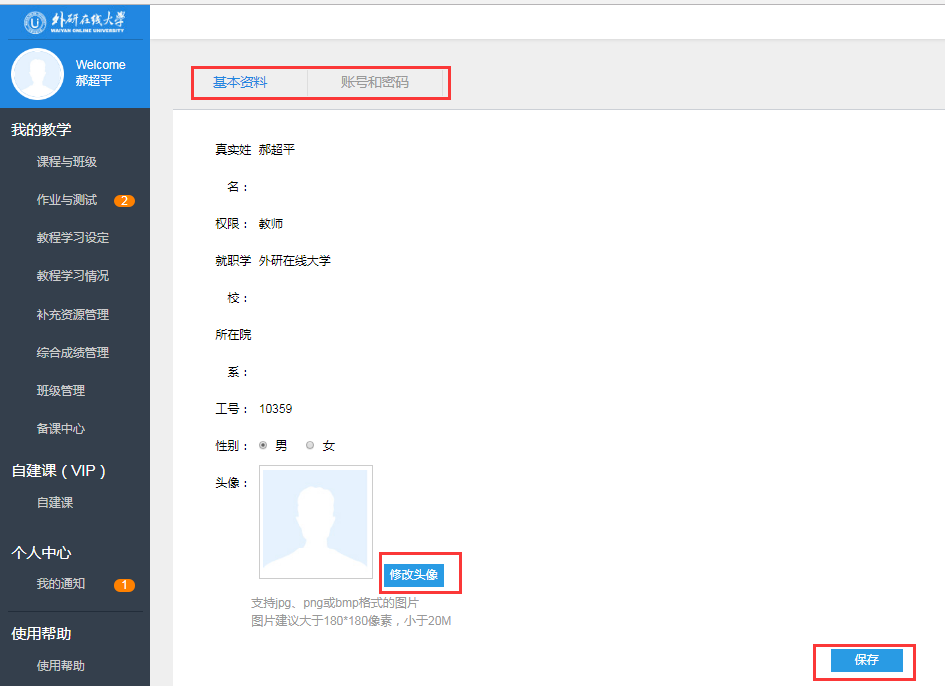 外研在线大学
WAIYAN ONLINE UNIVERSITY
Welcome
郝超平
我的教学
课程与班级
作业与测试 2
教程学习设定
教程学习情况
补充资源管理
综合成绩管理
班级管理
备课中心
自建课（VIP）
自建课
个人中心
我的通知 1
使用帮助
使用帮助
基本资料 账号和密码
真实姓 郝超平
名：
权限： 教师
就职学 外研在线大学
校：
所在院
系：
工号： 10359
性别： 男 女
头像：
修改头像
支持jpg、png或bmp格式的图片
图片建议大于180*180像素，小于20M
保存